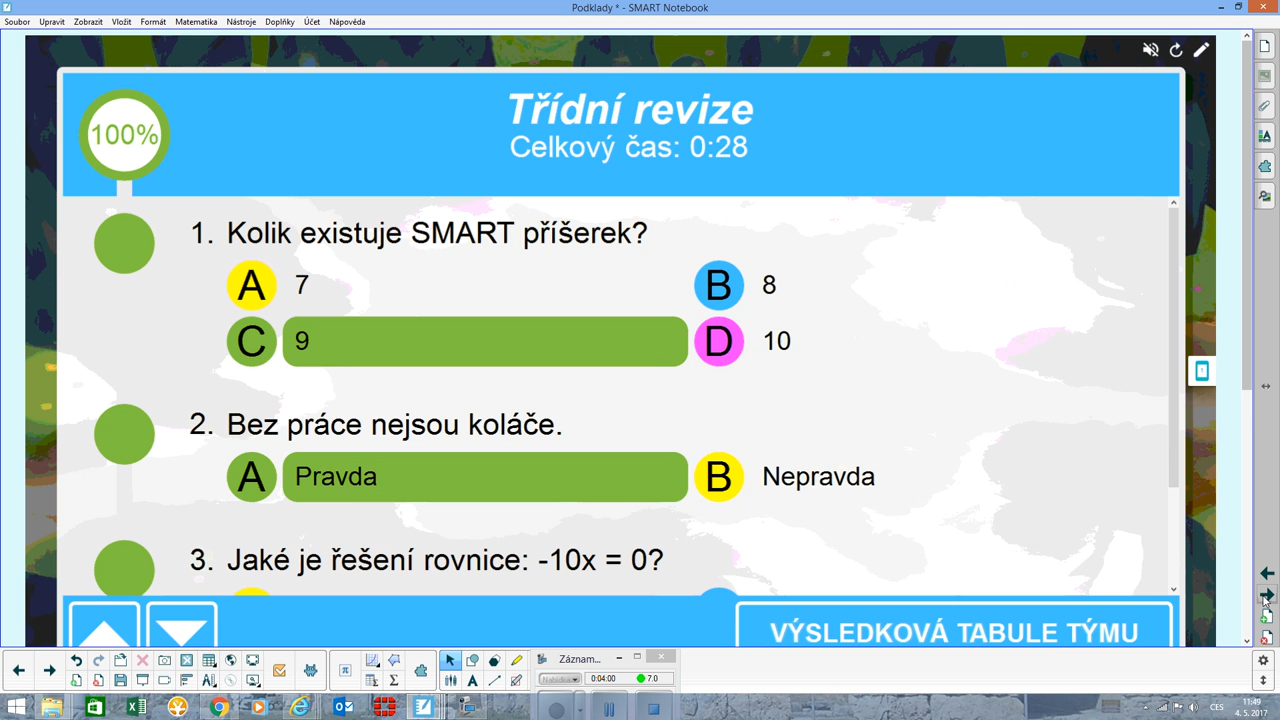 Podklady * - SMART Notebook
Soubor Upravit Zobrazit Vložit Formát Matematika Nástroje Doplňky Účet Nápověda
100%
Třídní revize
Celkový čas: 0:28
1. Kolik existuje SMART příšerek?
A 7
B 8
C 9
D 10
2. Bez práce nejsou koláče.
A Pravda
B Nepravda
3. Jaké je řešení rovnice: -10x = 0?
VÝSLEDKOVÁ TABULE TÝMU
Záznam...
Nabídka
0:04:00
7.0
CES
11:49
4. 5. 2017